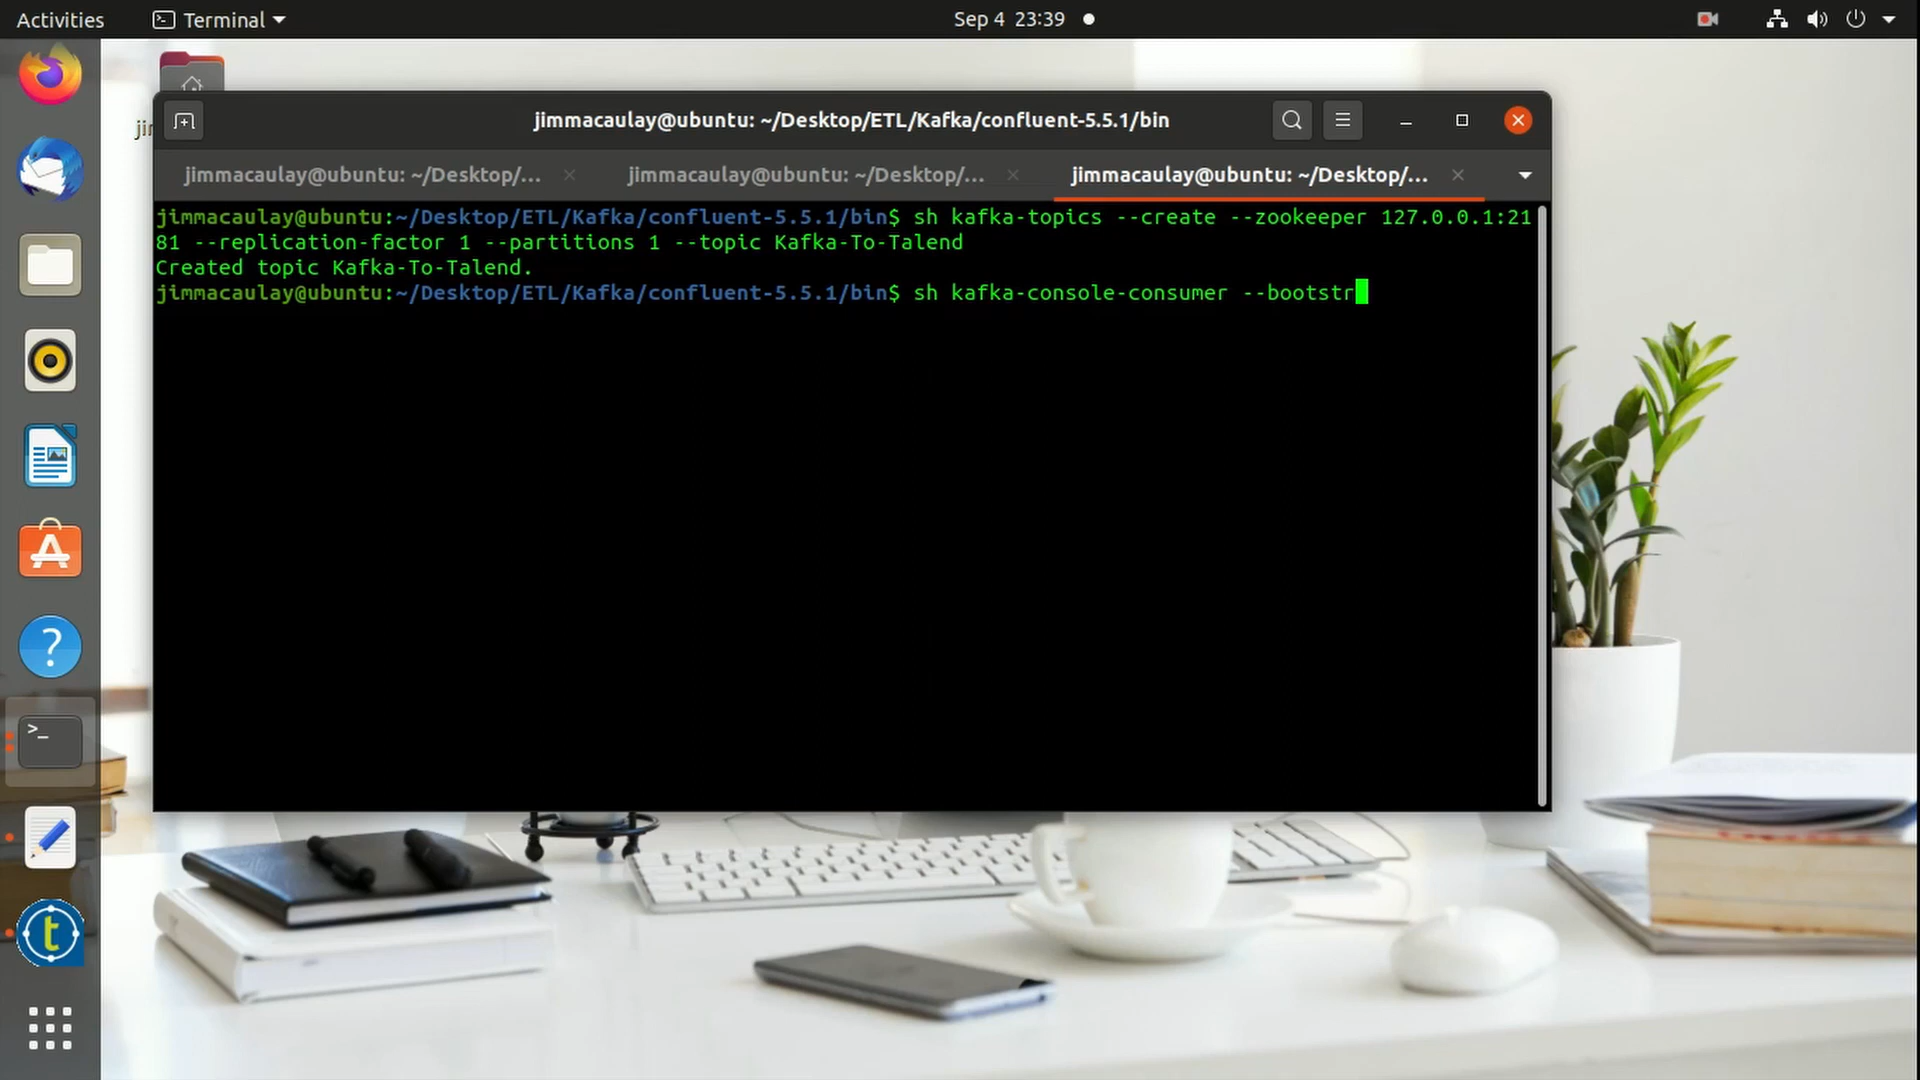 Activities
Terminal
Sep 4 23:39
jimmacaulay@ubuntu: ~/Desktop/ETL/Kafka/confluent-5.5.1/bin
jimmacaulay@ubuntu: ~/Desktop/...
jimmacaulay@ubuntu: ~/Desktop/...
jimmacaulay@ubuntu: ~/Desktop/...
jimmacaulay@ubuntu:~/Desktop/ETL/Kafka/confluent-5.5.1/bin$ sh kafka-topics --create --zookeeper 127.0.0.1:21
81 --replication-factor 1 --partitions 1 --topic Kafka-To-Talend
Created topic Kafka-To-Talend.
jimmacaulay@ubuntu:~/Desktop/ETL/Kafka/confluent-5.5.1/bin$ sh kafka-console-consumer --bootstr